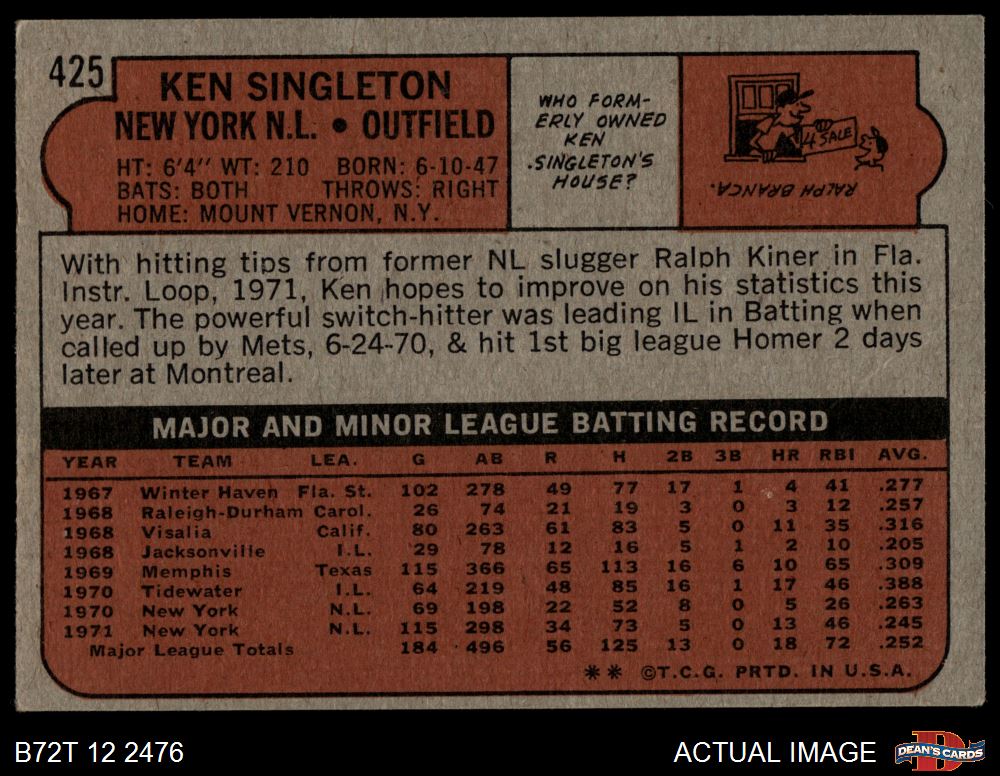 425
KEN SINGLETON
NEW YORK N.L. • OUTFIELD
HT: 6'4" WT: 210 BORN: 6-10-47
BATS: BOTH THROWS: RIGHT
HOME: MOUNT VERNON, N.Y.
WHO FORM-
ERLY OWNED
KEN
SINGLETON'S
HOUSE?
4 SALE
RALPH BRANCA.
With hitting tips from former NL slugger Ralph Kiner in Fla.
Instr. Loop, 1971, Ken hopes to improve on his statistics this
year. The powerful switch-hitter was leading IL in Batting when
called up by Mets, 6-24-70, & hit 1st big league Homer 2 days
later at Montreal.
MAJOR AND MINOR LEAGUE BATTING RECORD
YEAR TEAM LEA. G AB R H 2B 3B HR RBI AVG.
1967 Winter Haven Fla. St. 102 278 49 77 17 1 4 41 .277
1968 Raleigh-Durham Carol. 26 74 21 19 3 0 3 12 .257
1968 Visalia Calif. 80 263 61 83 5 0 11 35 .316
1968 Jacksonville I.L. 29 78 12 16 5 1 2 10 .205
1969 Memphis Texas 115 366 65 113 16 6 10 65 .309
1970 Tidewater I.L. 64 219 48 85 16 1 17 46 .388
1970 New York N.L. 69 198 22 52 8 0 5 26 .263
1971 New York N.L. 115 298 34 73 5 0 13 46 .245
Major League Totals 184 496 56 125 13 0 18 72 .252
** ©T.C.G. PRTD. IN U.S.A.
B72T 12 2476
ACTUAL IMAGE
DEAN'S CARDS